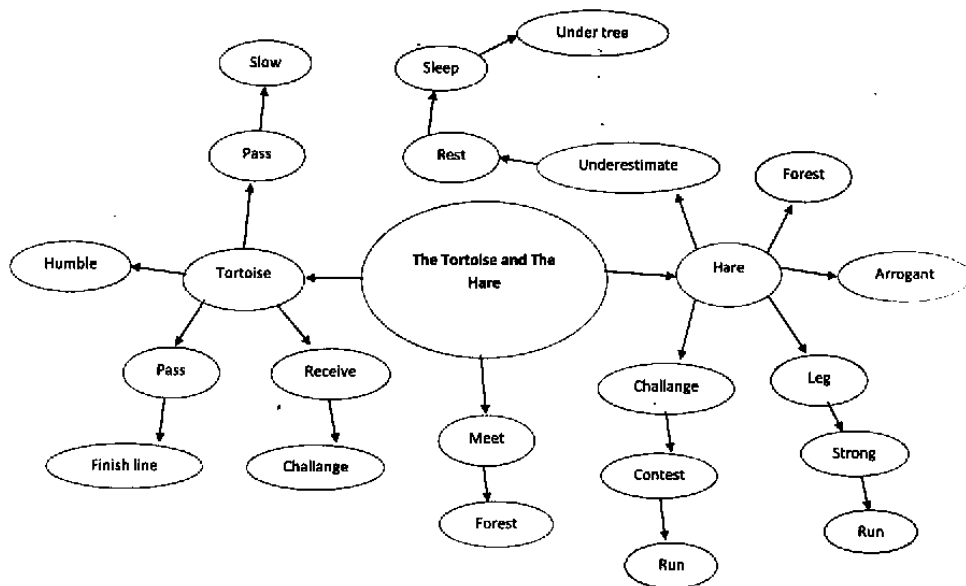 Under tree
Slow
Sleep
Pass
Rest
Underestimate
Forest
The Tortoise and The
Hare
Humble
Tortoise
Hare
Arrogant
Pass
Receive
Challange
Leg
Meet
Finish line
Challange
Contest
Strong
Forest
Run
Run